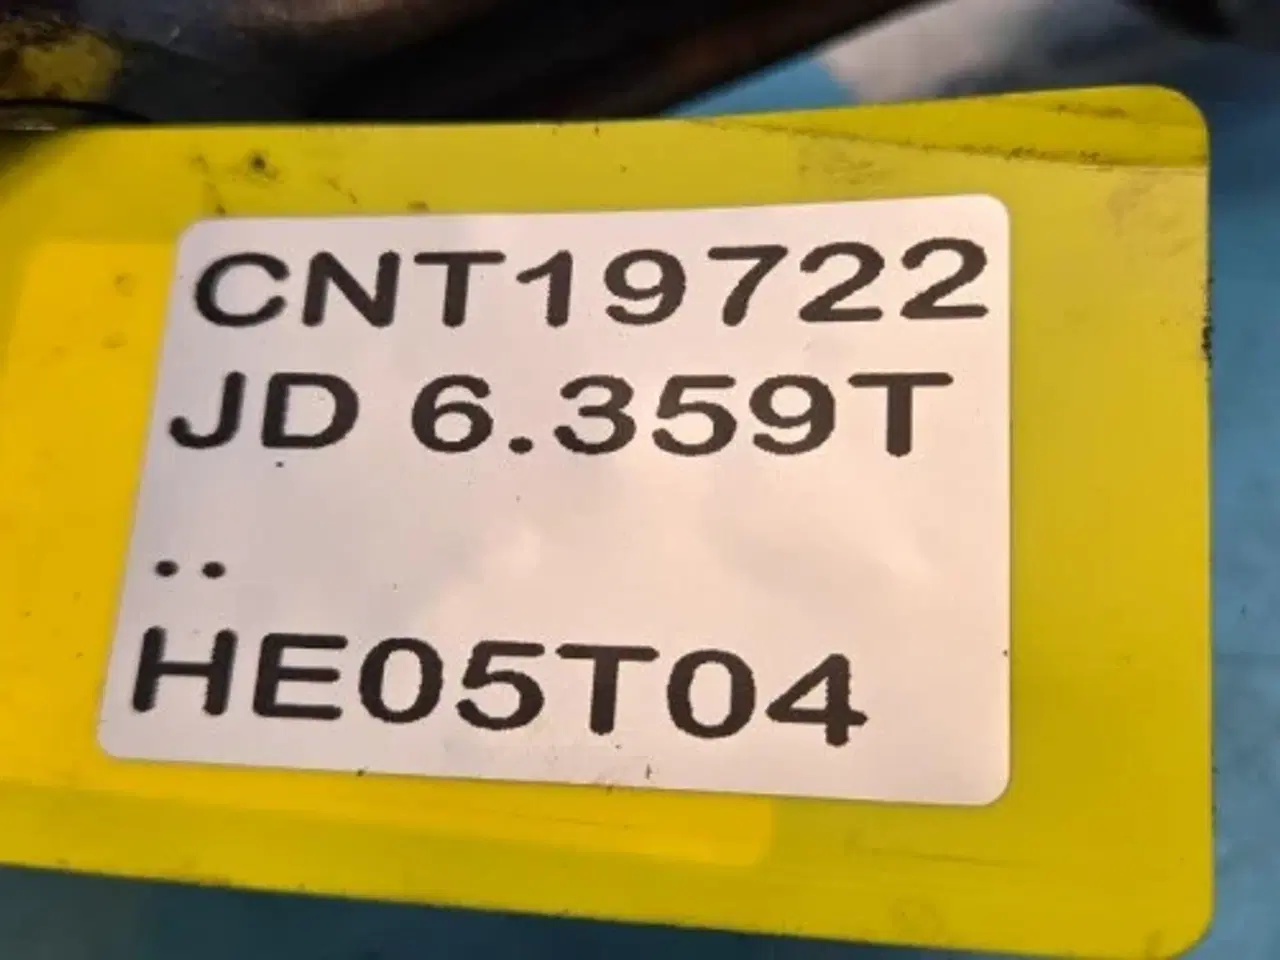 CNT19722
JD 6.359T
..
HE05T04